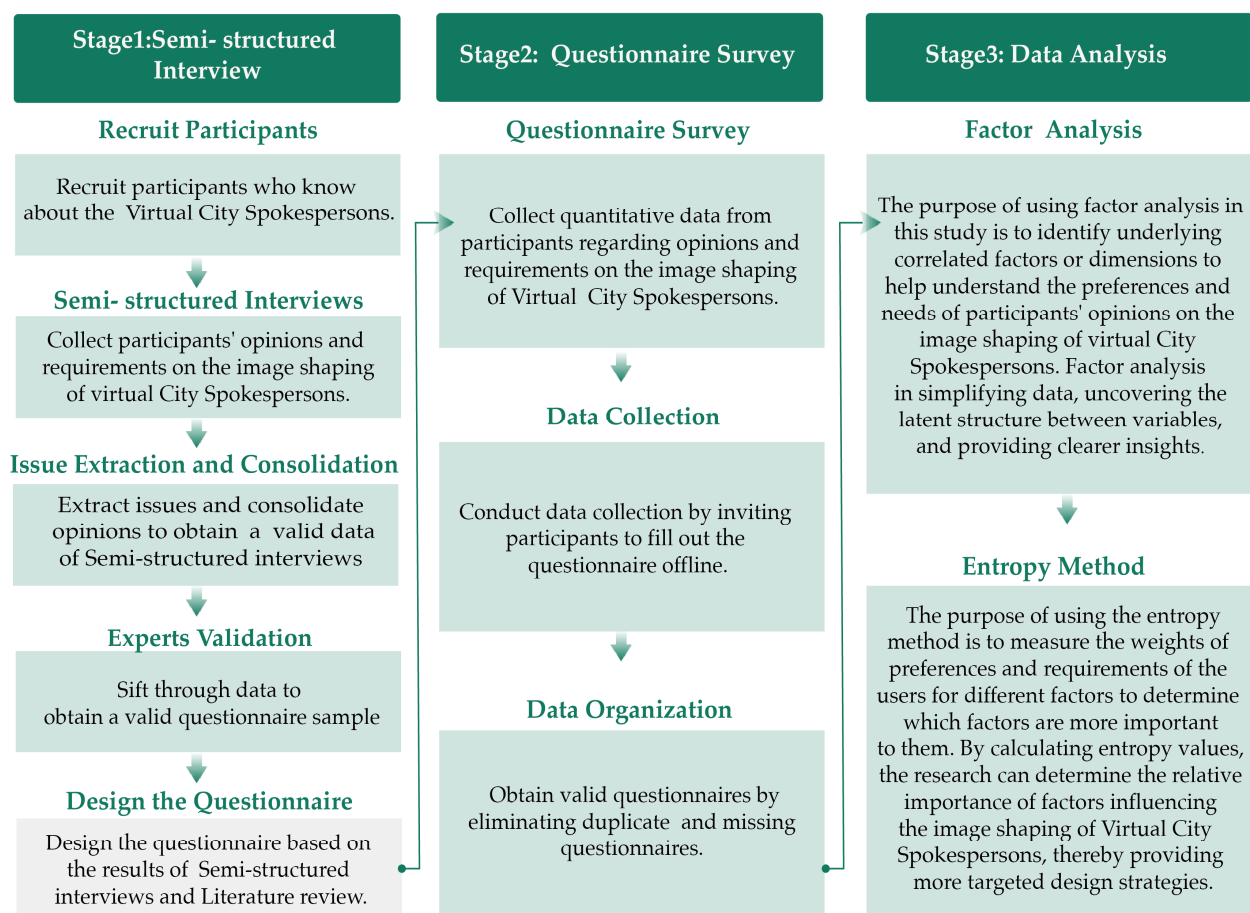 Stage1:Semi- structured
Interview
Recruit Participants
Recruit participants who know
about the Virtual City Spokespersons.
Semi- structured Interviews
Collect participants' opinions and
requirements on the image shaping
of virtual City Spokespersons.
Issue Extraction and Consolidation
Extract issues and consolidate
opinions to obtain a valid data
of Semi-structured interviews
Experts Validation
Sift through data to
obtain a valid questionnaire sample
Design the Questionnaire
Design the questionnaire based on
the results of Semi-structured
interviews and Literature review.
Stage2: Questionnaire Survey
Questionnaire Survey
Collect quantitative data from
participants regarding opinions and
requirements on the image shaping
of Virtual City Spokespersons.
Data Collection
Conduct data collection by inviting
participants to fill out the
questionnaire offline.
Data Organization
Obtain valid questionnaires by
eliminating duplicate and missing
questionnaires.
Stage3: Data Analysis
Factor Analysis
The purpose of using factor analysis in
this study is to identify underlying
correlated factors or dimensions to
help understand the preferences and
needs of participants' opinions on the
image shaping of virtual City
Spokespersons. Factor analysis
in simplifying data, uncovering the
latent structure between variables,
and providing clearer insights.
Entropy Method
The purpose of using the entropy
method is to measure the weights of
preferences and requirements of the
users for different factors to determine
which factors are more important
to them. By calculating entropy values,
the research can determine the relative
importance of factors influencing
the image shaping of Virtual City
Spokespersons, thereby providing
more targeted design strategies.